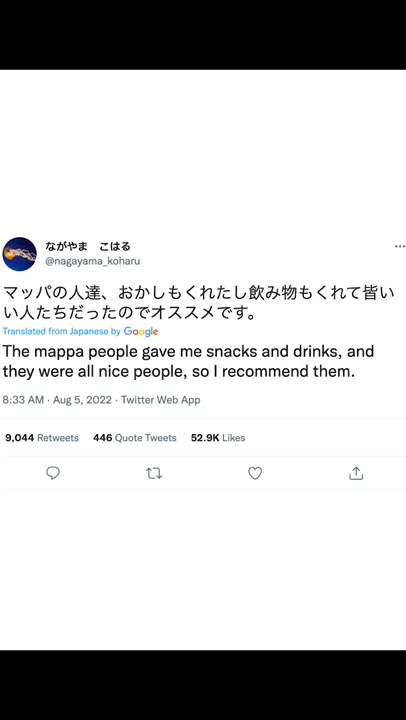 ながやま　こはる
@nagayama_koharu
マッパの人達、おかしもくれたし飲み物もくれて皆い
い人たちだったのでオススメです。
Translated from Japanese by Google
The mappa people gave me snacks and drinks, and
they were all nice people, so I recommend them.
8:33 AM · Aug 5, 2022 · Twitter Web App
9,044 Retweets 446 Quote Tweets 52.9K Likes